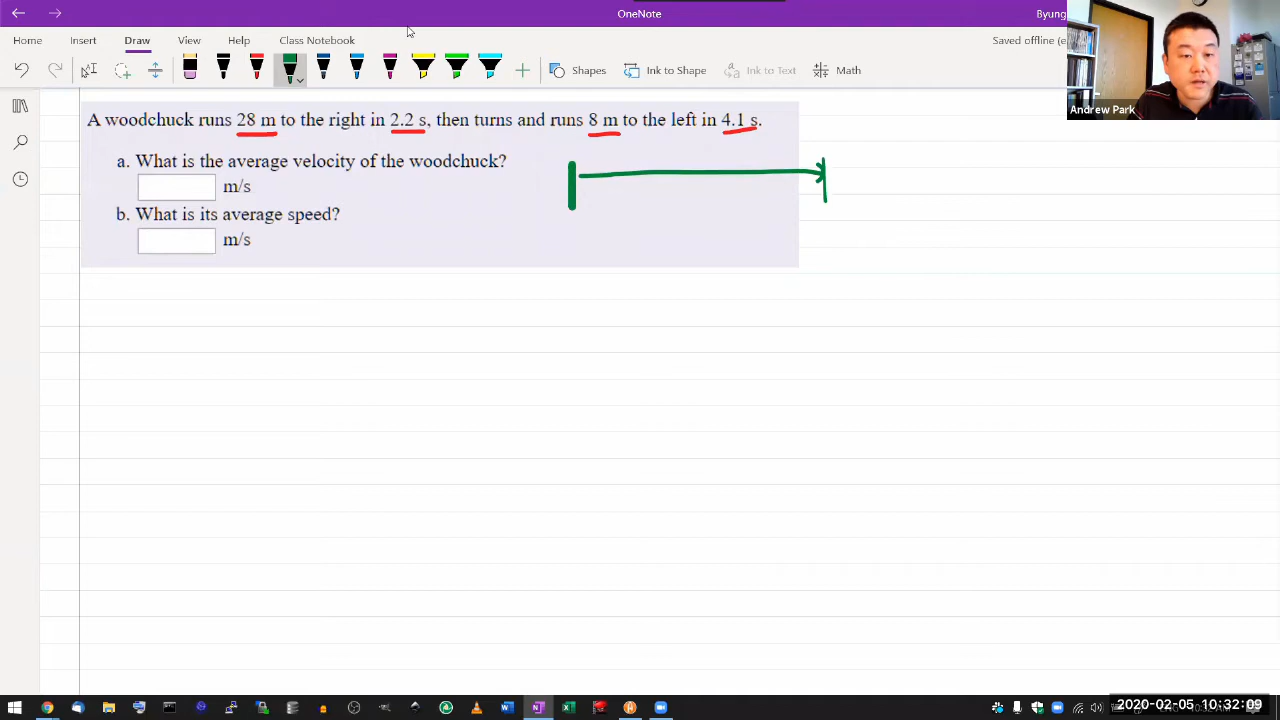 OneNote
Byung
Home Insert Draw View Help Class Notebook
Saved offline (e
Shapes Ink to Shape Ink to Text Math
Andrew Park
A woodchuck runs 28 m to the right in 2.2 s, then turns and runs 8 m to the left in 4.1 s.
a. What is the average velocity of the woodchuck?
m/s
b. What is its average speed?
m/s
2020-02-05 10:32:09